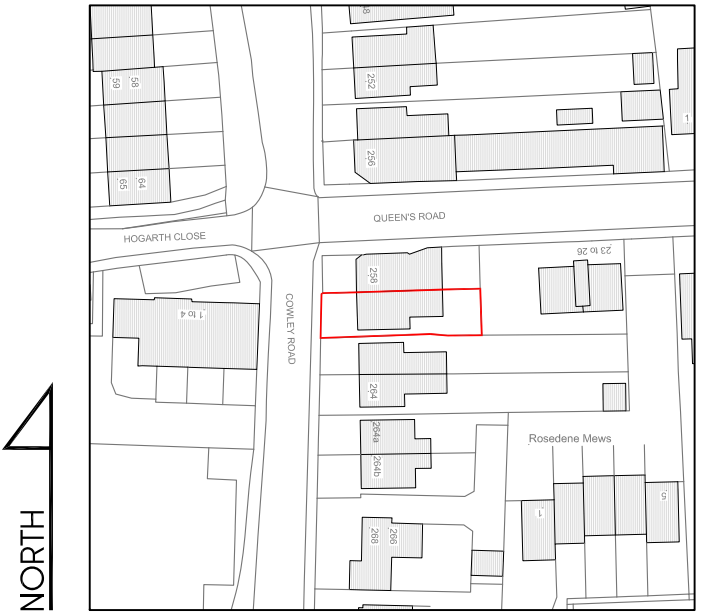 48
252
59
58
65
64
256
1
QUEEN'S ROAD
HOGARTH CLOSE
258
23 to 26
COWLEY ROAD
1 to 4
264
264a
264b
Rosedene Mews
1
5
268
266
NORTH